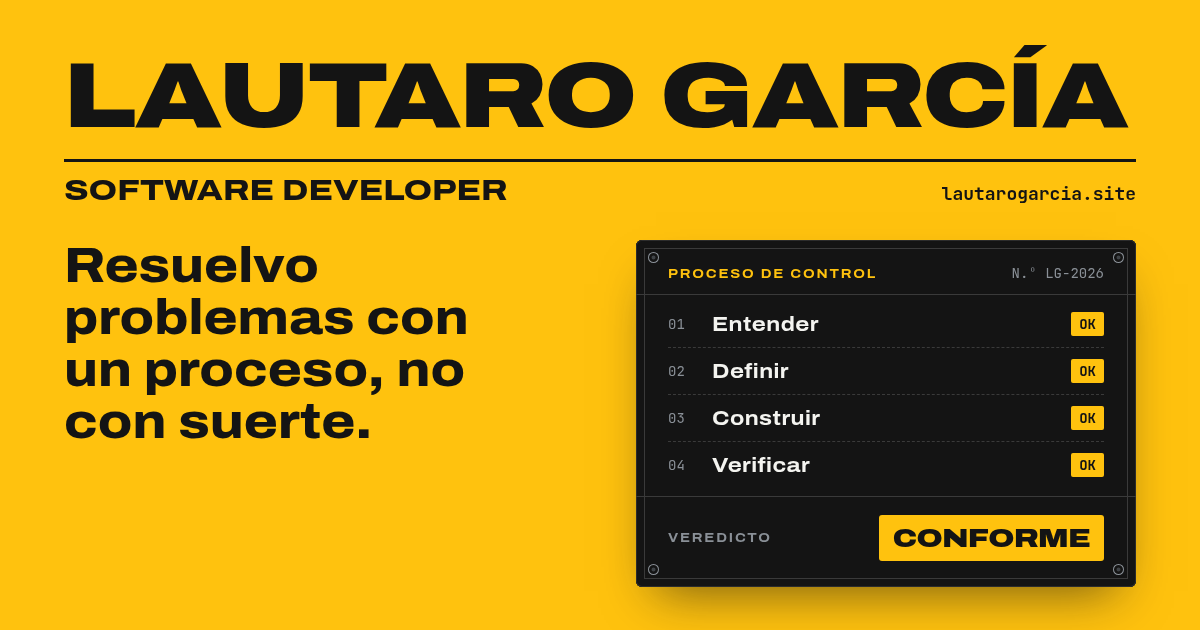 LAUTARO GARCÍA
SOFTWARE DEVELOPER
lautarogarcia.site
Resuelvo
problemas con
un proceso, no
con suerte.
PROCESO DE CONTROL
N.º LG-2026
01 Entender OK
02 Definir OK
03 Construir OK
04 Verificar OK
VEREDICTO
CONFORME